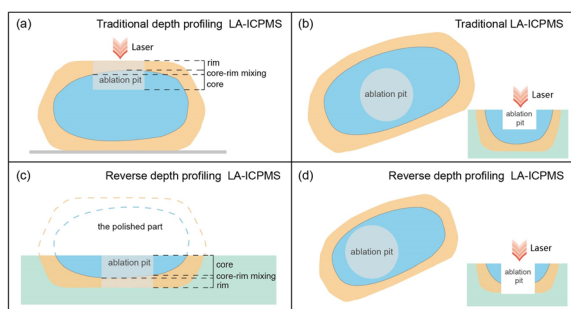 (a) Traditional depth profiling LA-ICPMS
Laser
rim
core-rim mixing
core
ablation pit
(b) Traditional LA-ICPMS
ablation pit
Laser
ablation
pit
(c) Reverse depth profiling LA-ICPMS
the polished part
ablation pit
core
core-rim mixing
rim
(d) Reverse depth profiling LA-ICPMS
ablation pit
Laser
ablation
pit